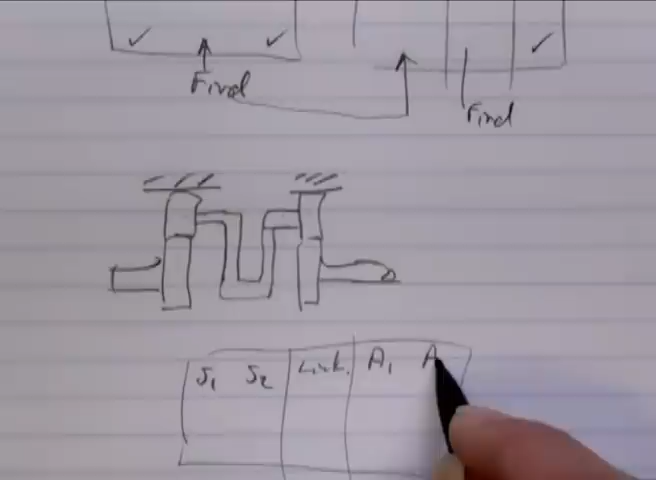 ✓ ✓ ✓
Find
Find
S₁ S₂ Link. A₁ A